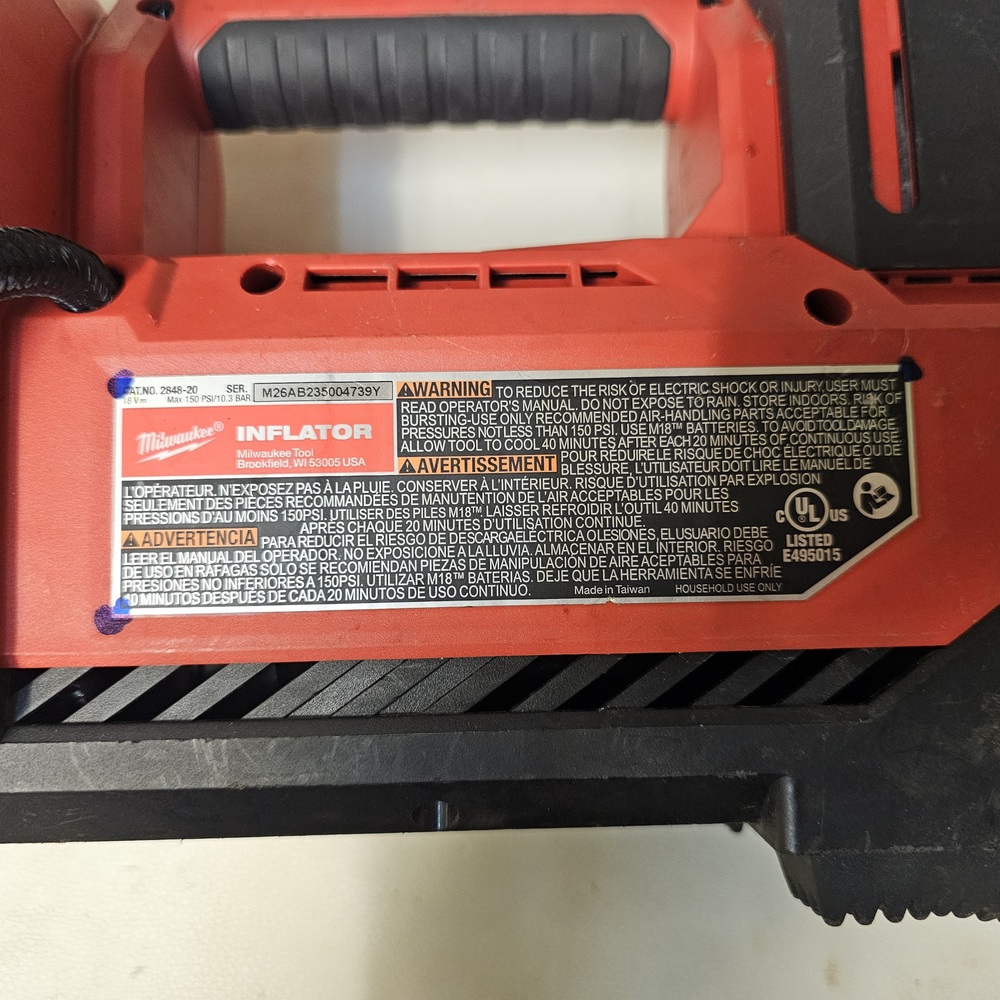 CAT.NO. 2848-20 SER. M26AB235004739Y
18 V⎓ Max 150 PSI/10.3 BAR
Milwaukee® INFLATOR
Milwaukee Tool
Brockfield, WI 53005 USA
WARNING TO REDUCE THE RISK OF ELECTRIC SHOCK OR INJURY, USER MUST
READ OPERATOR'S MANUAL. DO NOT EXPOSE TO RAIN. STORE INDOORS. RISK OF
BURSTING-USE ONLY RECOMMENDED AIR-HANDLING PARTS ACCEPTABLE FOR
PRESSURES NOT LESS THAN 150 PSI. USE M18™ BATTERIES. TO AVOID TOOL DAMAGE,
ALLOW TOOL TO COOL 40 MINUTES AFTER EACH 20 MINUTES OF CONTINUOUS USE
AVERTISSEMENT POUR REDUIRE LE RISQUE DE CHOC ÉLECTRIQUE OU DE
BLESSURE, L'UTILISATEUR DOIT LIRE LE MANUEL DE
L'OPÉRATEUR. N'EXPOSEZ PAS À LA PLUIE. CONSERVER À L'INTÉRIEUR. RISQUE D'UTILISATION PAR EXPLOSION
SEULEMENT DES PIÈCES RECOMMANDÉES DE MANUTENTION DE L'AIR ACCEPTABLES POUR LES
PRESSIONS D'AU MOINS 150PSI. UTILISER DES PILES M18™. LAISSER REFROIDIR L'OUTIL 40 MINUTES
APRÈS CHAQUE 20 MINUTES D'UTILISATION CONTINUE.
ADVERTENCIA PARA REDUCIR EL RIESGO DE DESCARGA ELÉCTRICA O LESIONES, EL USUARIO DEBE
LEER EL MANUAL DEL OPERADOR. NO EXPOSICIONE A LA LLUVIA. ALMACENAR EN EL INTERIOR. RIESGO
DE USO EN RAFAGAS SÓLO SE RECOMIENDAN PIEZAS DE MANIPULACIÓN DE AIRE ACEPTABLES PARA
PRESIONES NO INFERIORES A 150PSI. UTILIZAR M18™ BATERIAS. DEJE QUE LA HERRAMIENTA SE ENFRÍE
40 MINUTOS DESPUÉS DE CADA 20 MINUTOS DE USO CONTINUO.
Made in Taiwan HOUSEHOLD USE ONLY
C UL US
LISTED
E495015